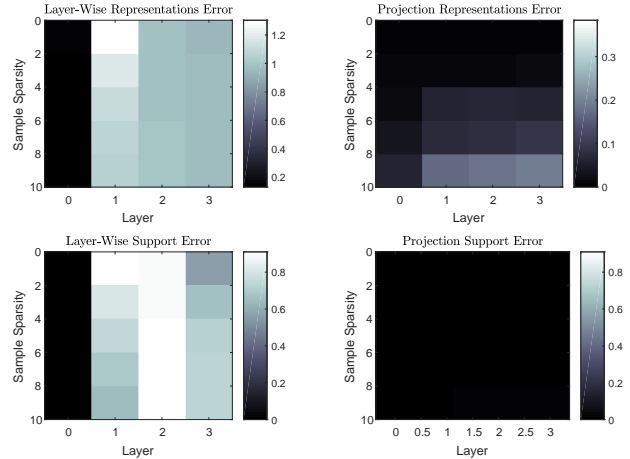 Layer-Wise Representations Error
0
2
4
6
8
10
Sample Sparsity
0 1 2 3
Layer
1.2
1
0.8
0.6
0.4
0.2
Projection Representations Error
0
2
4
6
8
10
Sample Sparsity
0 1 2 3
Layer
0.3
0.2
0.1
0
Layer-Wise Support Error
0
2
4
6
8
10
Sample Sparsity
0 1 2 3
Layer
0.8
0.6
0.4
0.2
0
Projection Support Error
0
2
4
6
8
10
Sample Sparsity
0 0.5 1 1.5 2 2.5 3
Layer
0.8
0.6
0.4
0.2
0